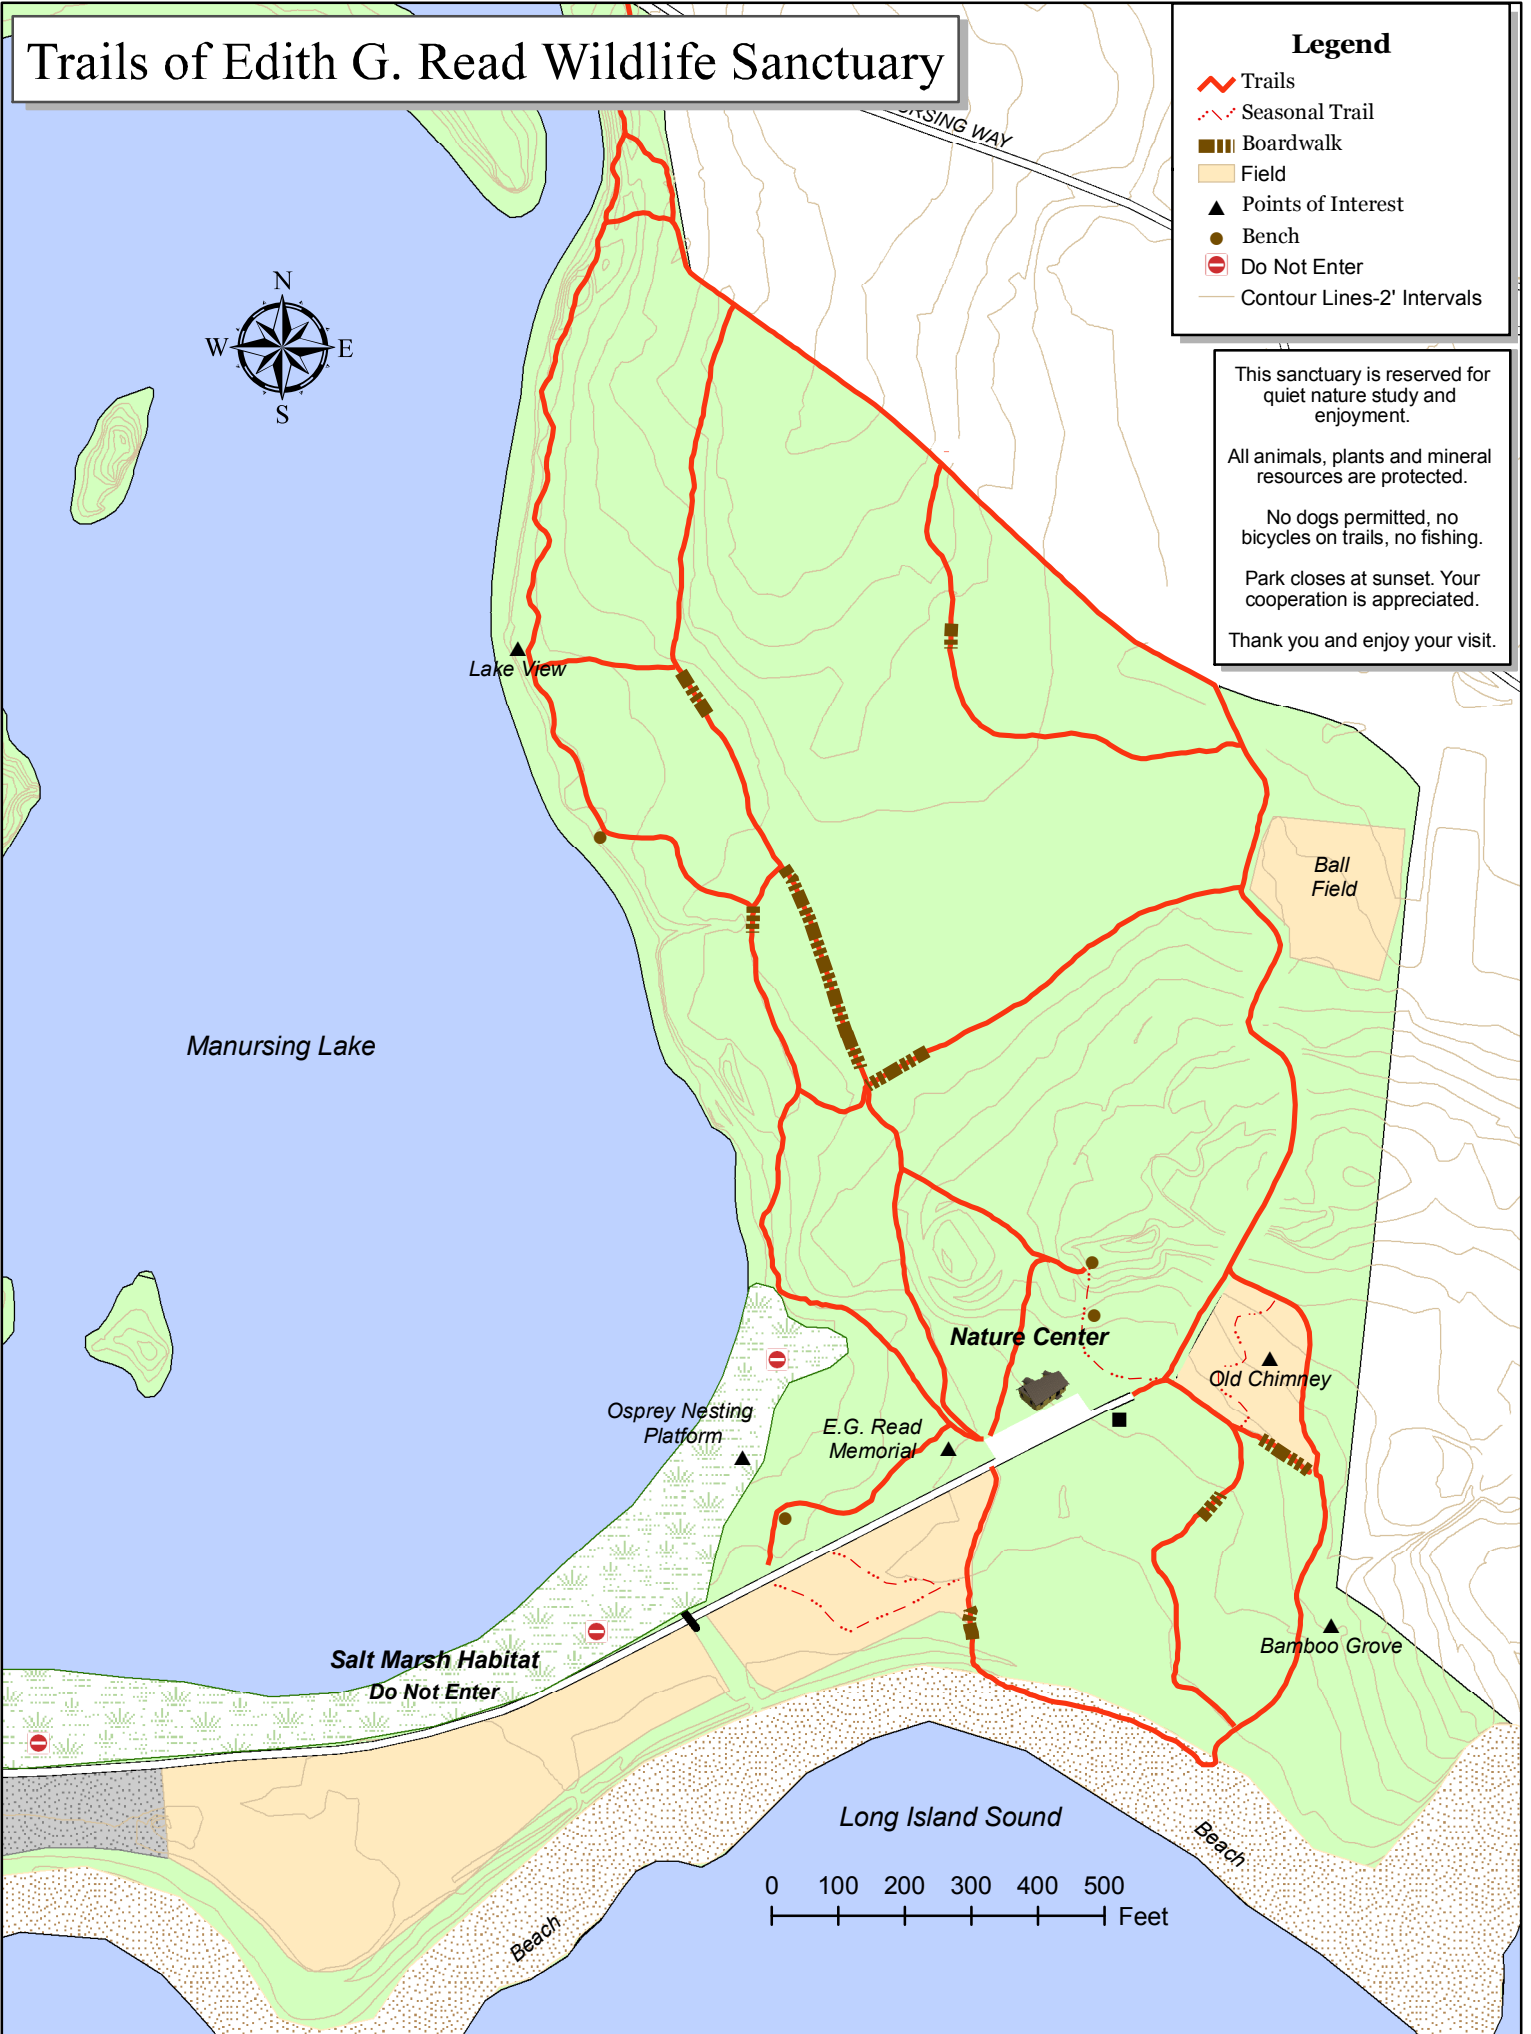 Trails of Edith G. Read Wildlife Sanctuary
Legend
Trails
Seasonal Trail
Boardwalk
Field
Points of Interest
Bench
Do Not Enter
Contour Lines-2' Intervals
This sanctuary is reserved for
quiet nature study and
enjoyment.
All animals, plants and mineral
resources are protected.
No dogs permitted, no
bicycles on trails, no fishing.
Park closes at sunset. Your
cooperation is appreciated.
Thank you and enjoy your visit.
WAY
N
W
E
S
Lake View
Ball
Field
Manursing Lake
Nature Center
Old Chimney
Osprey Nesting
Platform
E.G. Read
Memorial
Bamboo Grove
Salt Marsh Habitat
Do Not Enter
Long Island Sound
Beach
Beach
0 100 200 300 400 500
Feet